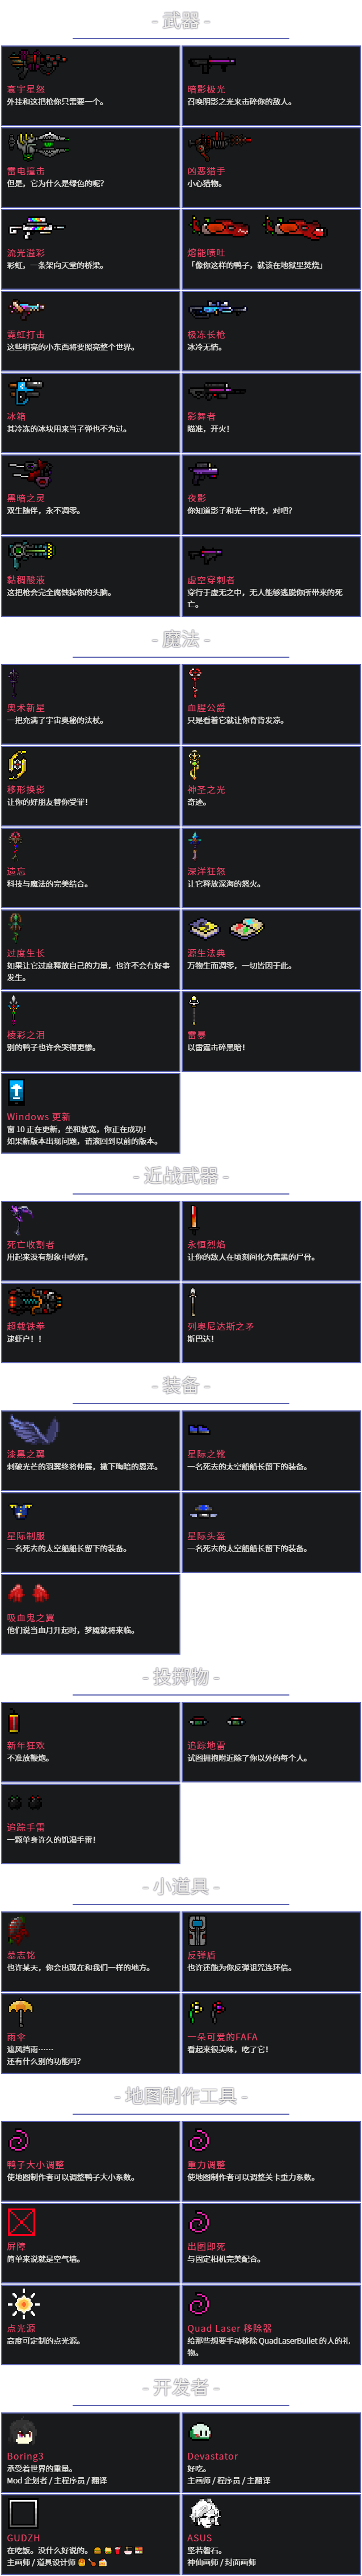 - 武器 -
寰宇星怒
外挂和这把枪你只需要一个。
暗影极光
召唤阴影之光来击碎你的敌人。
雷电撞击
但是，它为什么是绿色的呢？
凶恶猎手
小心猎物。
流光溢彩
彩虹，一条架向天堂的桥梁。
熔能喷吐
「像你这样的鸭子，就该在地狱里焚烧」
霓虹打击
这些明亮的小东西将要照亮整个世界。
极冻长枪
冰冷无情。
冰箱
其冷冻的冰块用来当子弹也不为过。
影舞者
瞄准，开火！
黑暗之灵
双生随伴，永不凋零。
夜影
你知道影子和光一样快，对吧？
黏稠酸液
这把枪会完全腐蚀掉你的头脑。
虚空穿刺者
穿行于虚无之中，无人能够逃脱你所带来的死
亡。
- 魔法 -
奥术新星
一把充满了宇宙奥秘的法杖。
血腥公爵
只是看着它就让你脊背发凉。
移形换影
让你的好朋友替你受罪！
神圣之光
奇迹。
遗忘
科技与魔法的完美结合。
深洋狂怒
让它释放深海的怒火。
过度生长
如果让它过度释放自己的力量，也许不会有好事
发生。
源生法典
万物生而凋零，一切皆因于此。
棱彩之泪
别的鸭子也许会哭得更惨。
雷暴
以雷霆击碎黑暗！
Windows 更新
窗 10 正在更新，坐和放宽，你正在成功！
如果新版本出现问题，请滚回到以前的版本。
- 近战武器 -
死亡收割者
用起来没有想象中的好。
永恒烈焰
让你的敌人在顷刻间化为焦黑的尸骨。
超载铁拳
逮虾户！！
列奥尼达斯之矛
斯巴达！
- 装备 -
漆黑之翼
刺破光芒的羽翼终将伸展，撒下晦暗的恩泽。
星际之靴
一名死去的太空船船长留下的装备。
星际制服
一名死去的太空船船长留下的装备。
星际头盔
一名死去的太空船船长留下的装备。
吸血鬼之翼
他们说当血月升起时，梦魇就将来临。
- 投掷物 -
新年狂欢
不准放鞭炮。
追踪地雷
试图拥抱附近除了你以外的每个人。
追踪手雷
一颗单身许久的饥渴手雷！
- 小道具 -
墓志铭
也许某天，你会出现在和我们一样的地方。
反弹盾
也许还能为你反弹诅咒连环信。
雨伞
遮风挡雨……
还有什么别的功能吗？
一朵可爱的FAFA
看起来很美味，吃了它！
- 地图制作工具 -
鸭子大小调整
使地图制作者可以调整鸭子大小系数。
重力调整
使地图制作者可以调整关卡重力系数。
屏障
简单来说就是空气墙。
出图即死
与固定相机完美配合。
点光源
高度可定制的点光源。
Quad Laser 移除器
给那些想要手动移除 QuadLaserBullet 的人的礼
物。
- 开发者 -
Boring3
承受着世界的重量。
Mod 企划者 / 主程序员 / 翻译
Devastator
好吃。
主画师 / 程序员 / 主翻译
GUDZH
在吃饭。没什么好说的。
主画师 / 道具设计师
ASUS
坚若磐石。
神仙画师 / 封面画师